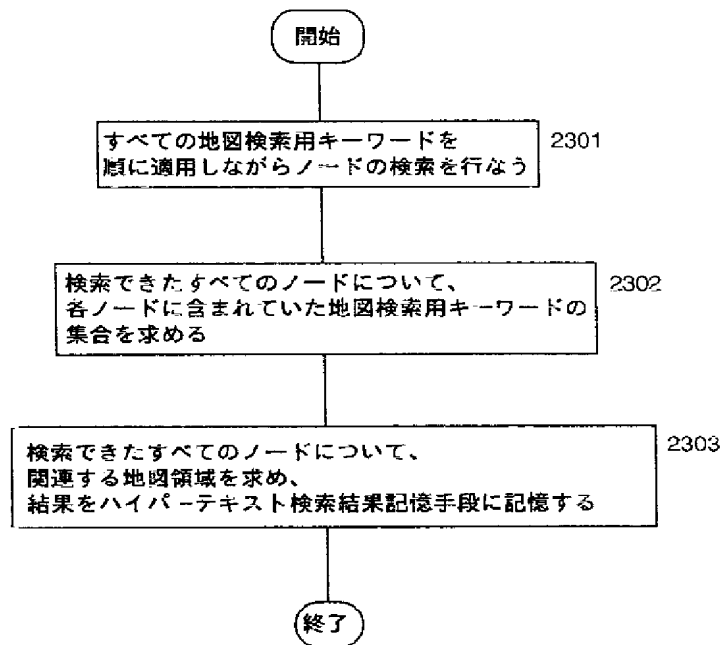 開始
すべての地図検索用キーワードを
順に適用しながらノードの検索を行なう
2301
検索できたすべてのノードについて、
各ノードに含まれていた地図検索用キーワードの
集合を求める
2302
検索できたすべてのノードについて、
関連する地図領域を求め、
結果をハイパーテキスト検索結果記憶手段に記憶する
2303
終了